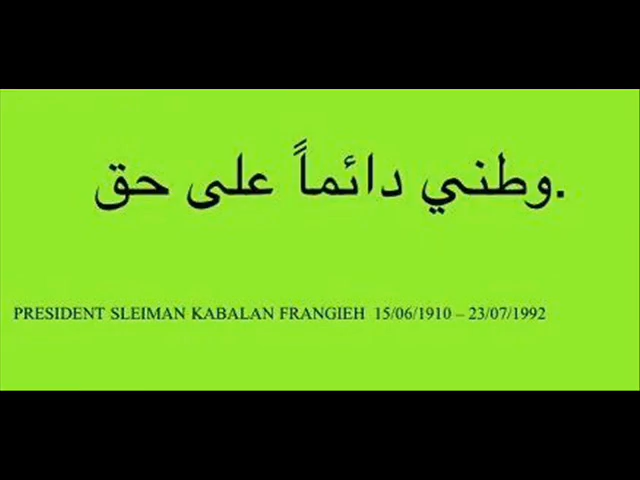 وطني دائماً على حق.
PRESIDENT SLEIMAN KABALAN FRANGIEH 15/06/1910 – 23/07/1992